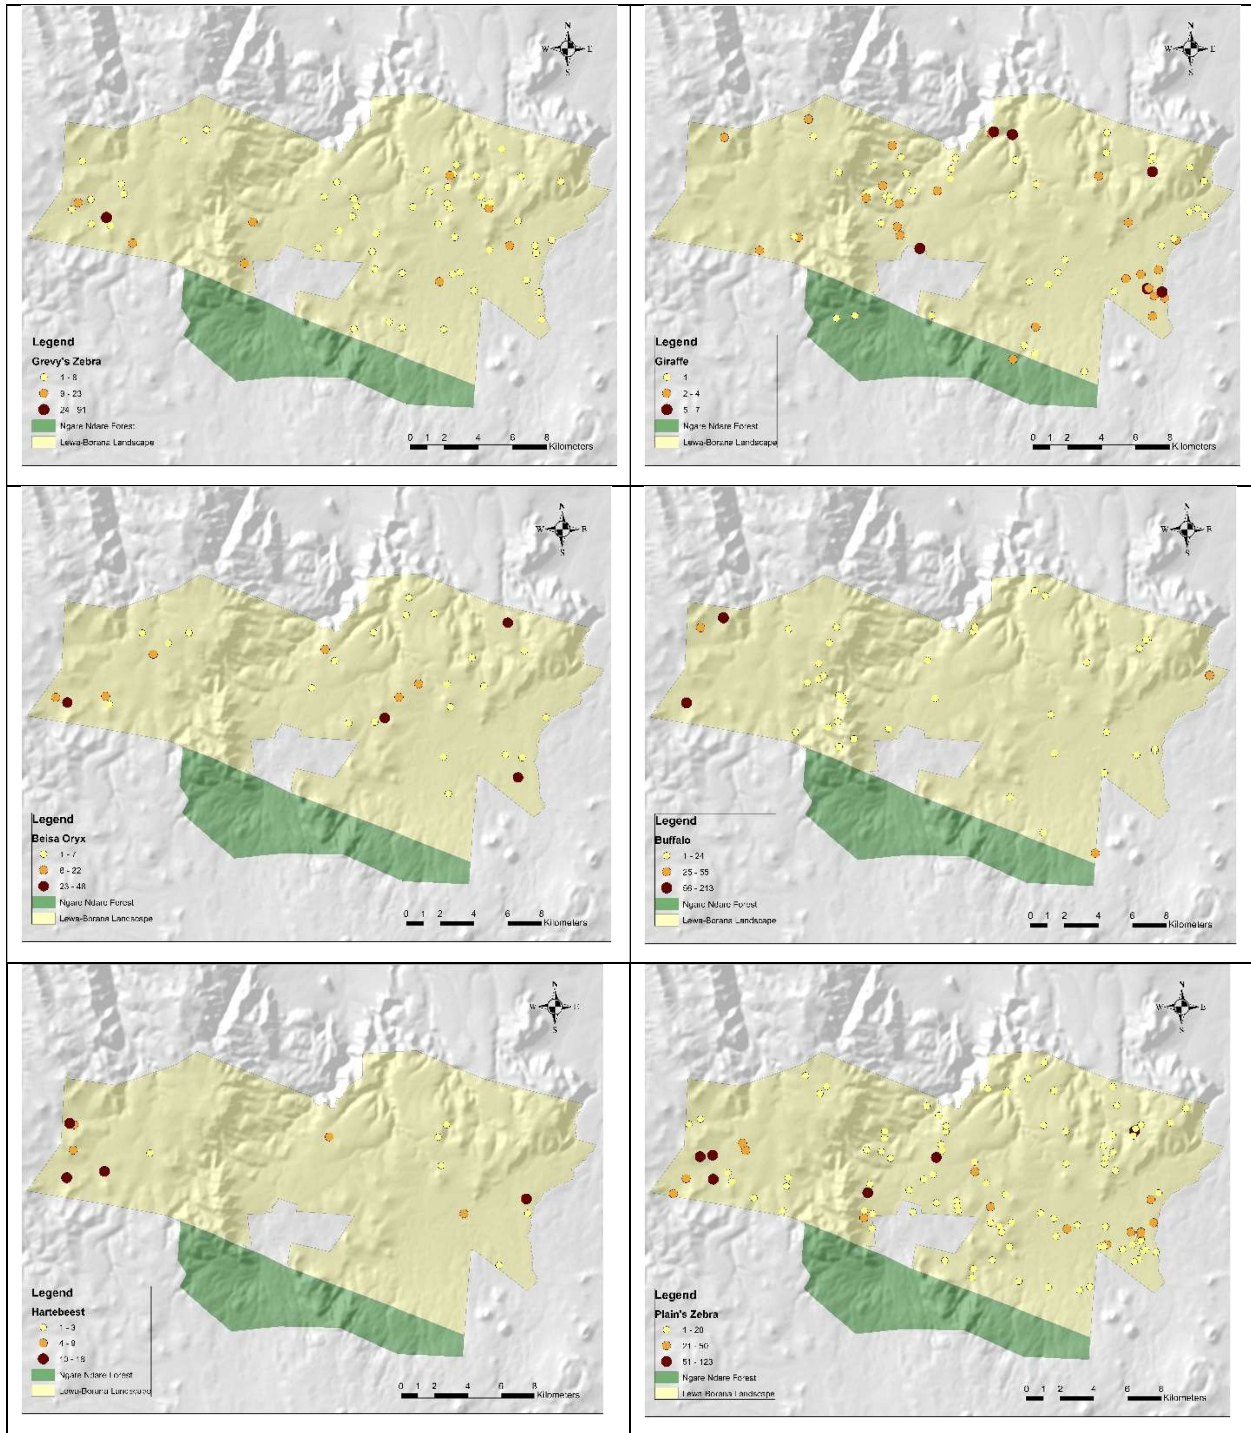 N
W E
S
Legend
Grevy's Zebra
1 - 8
9 - 23
24 - 91
Ngare Ndare Forest
Lewa-Borana Landscape
0 1 2 4 6 8
Kilometers
N
W E
S
Legend
Giraffe
1
2 - 4
5 - 7
Ngare Ndare Forest
Lewa-Borana Landscape
0 1 2 4 6 8
Kilometers
N
W E
S
Legend
Beisa Oryx
1 - 7
8 - 22
23 - 48
Ngare Ndare Forest
Lewa-Borana Landscape
0 1 2 4 6 8
Kilometers
N
W E
S
Legend
Buffalo
1 - 24
25 - 55
56 - 213
Ngare Ndare Forest
Lewa-Borana Landscape
0 1 2 4 6 8
Kilometers
N
W E
S
Legend
Hartebeest
1 - 3
4 - 9
10 - 16
Ngare Ndare Forest
Lewa-Borana Landscape
0 1 2 4 6 8
Kilometers
N
W E
S
Legend
Plain's Zebra
1 - 20
21 - 50
51 - 123
Ngare Ndare Forest
Lewa-Borana Landscape
0 1 2 4 6 8
Kilometers